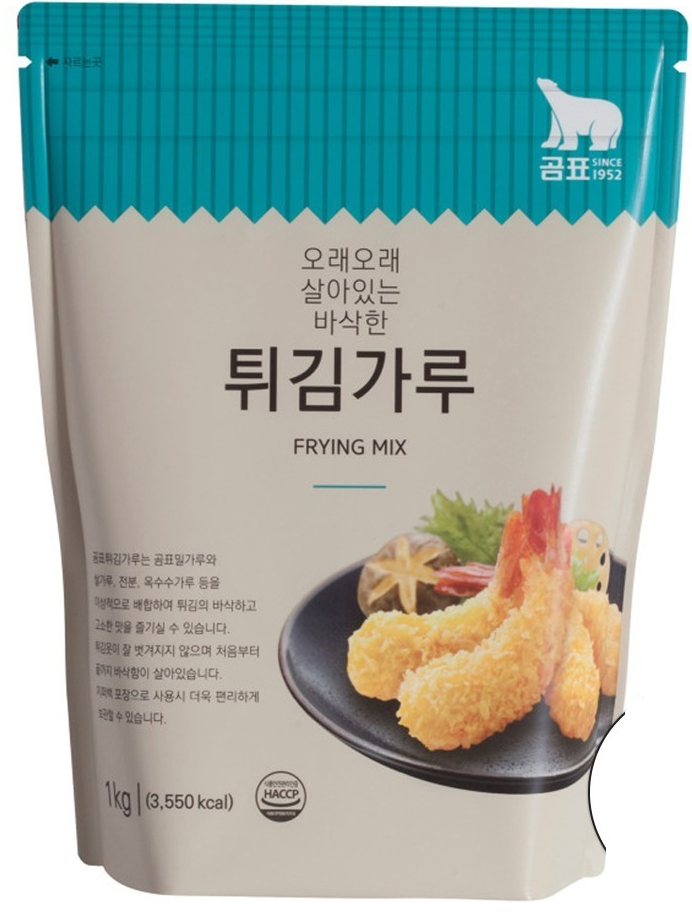 자르는곳
곰표 SINCE 1952
오래오래
살아있는
바삭한
튀김가루
FRYING MIX
곰표튀김가루는 곰표밀가루와
쌀가루, 전분, 옥수수가루 등을
이상적으로 배합하여 튀김의 바삭하고
고소한 맛을 즐기실 수 있습니다.
튀김옷이 잘 벗겨지지 않으며 처음부터
끝까지 바삭함이 살아있습니다.
지퍼백 포장으로 사용시 더욱 편리하게
보관할 수 있습니다.
1kg (3,550 kcal)
HACCP